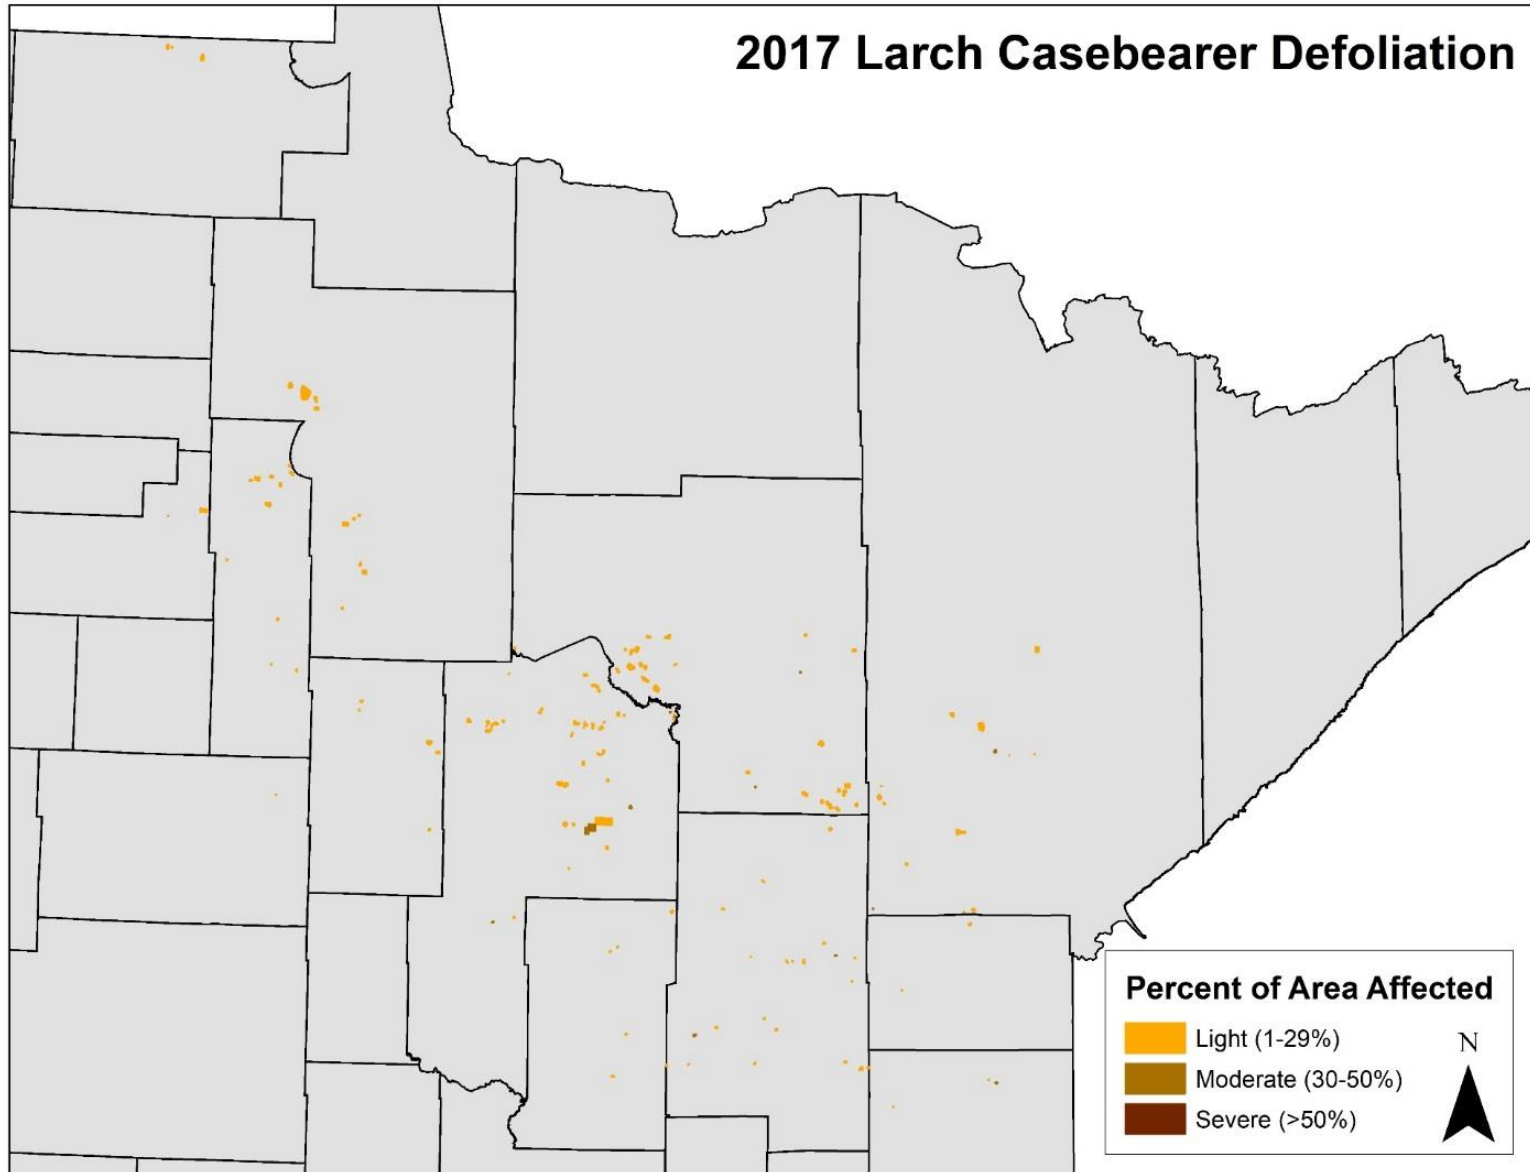 2017 Larch Casebearer Defoliation
Percent of Area Affected
Light (1-29%)
N
Moderate (30-50%)
Severe (>50%)